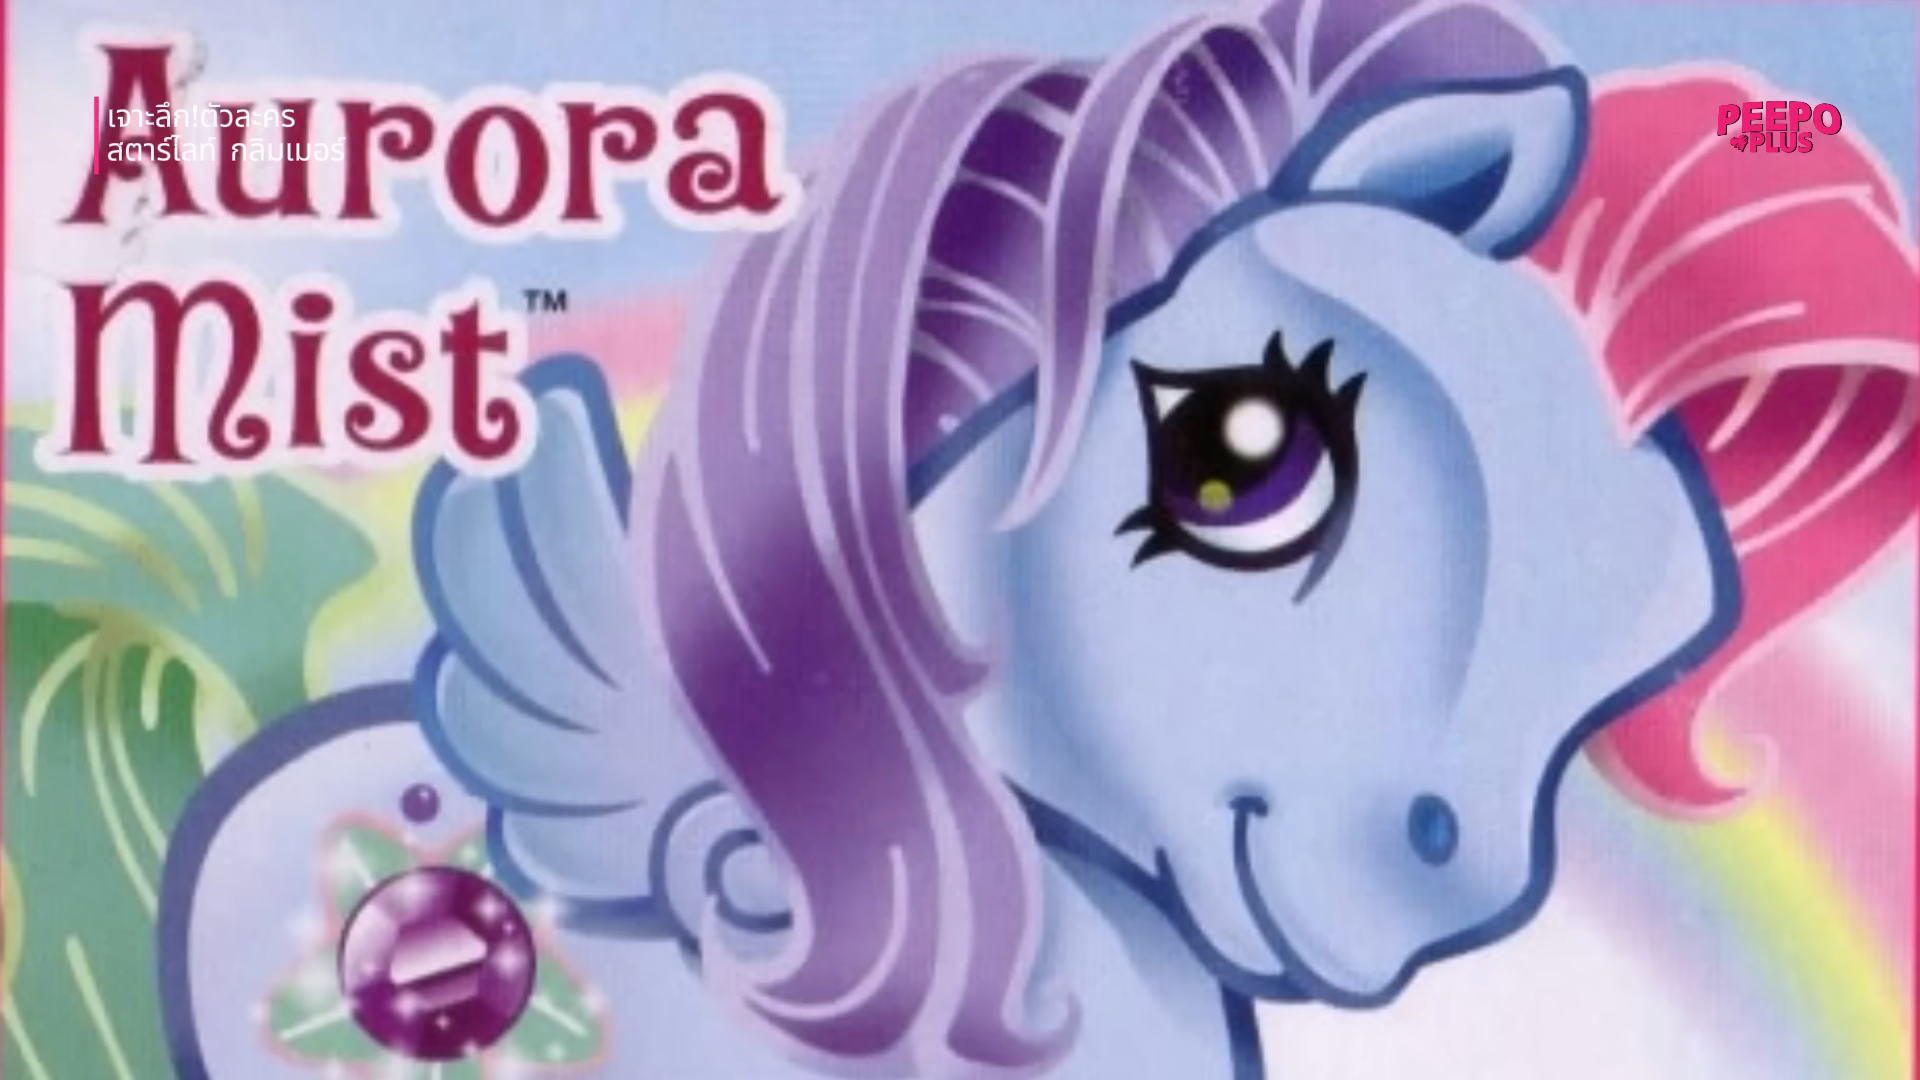 Aurora
Mist™
เจาะลึก!ตัวละคร
สตาร์ไลท์ กลิมเมอร์
PEEPO
PLUS